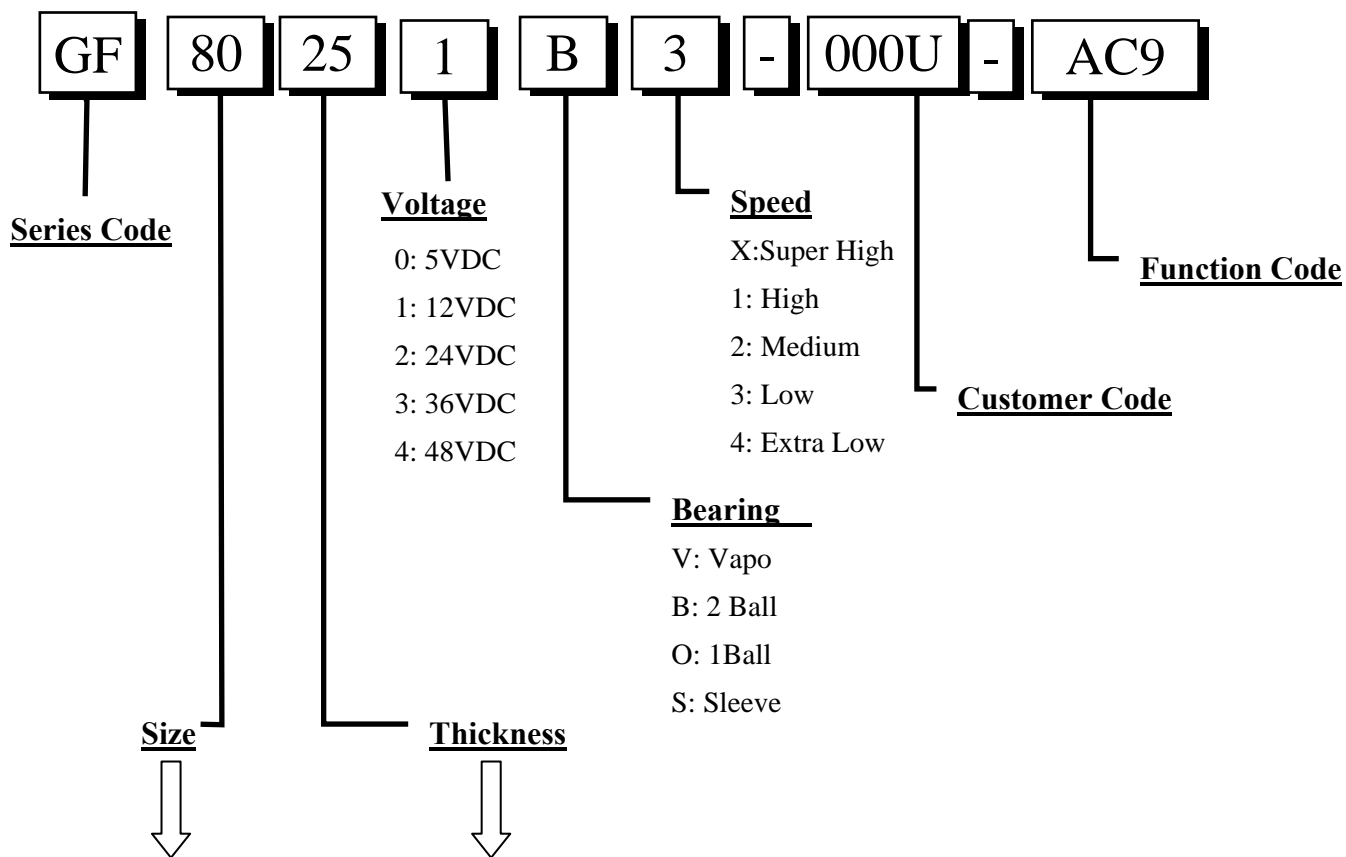 GF 80 25 1 B 3 - 000U - AC9
Series Code
Voltage
0: 5VDC
1: 12VDC
2: 24VDC
3: 36VDC
4: 48VDC
Speed
X:Super High
1: High
2: Medium
3: Low
4: Extra Low
Function Code
Customer Code
Bearing
V: Vapo
B: 2 Ball
O: 1Ball
S: Sleeve
Size
Thickness